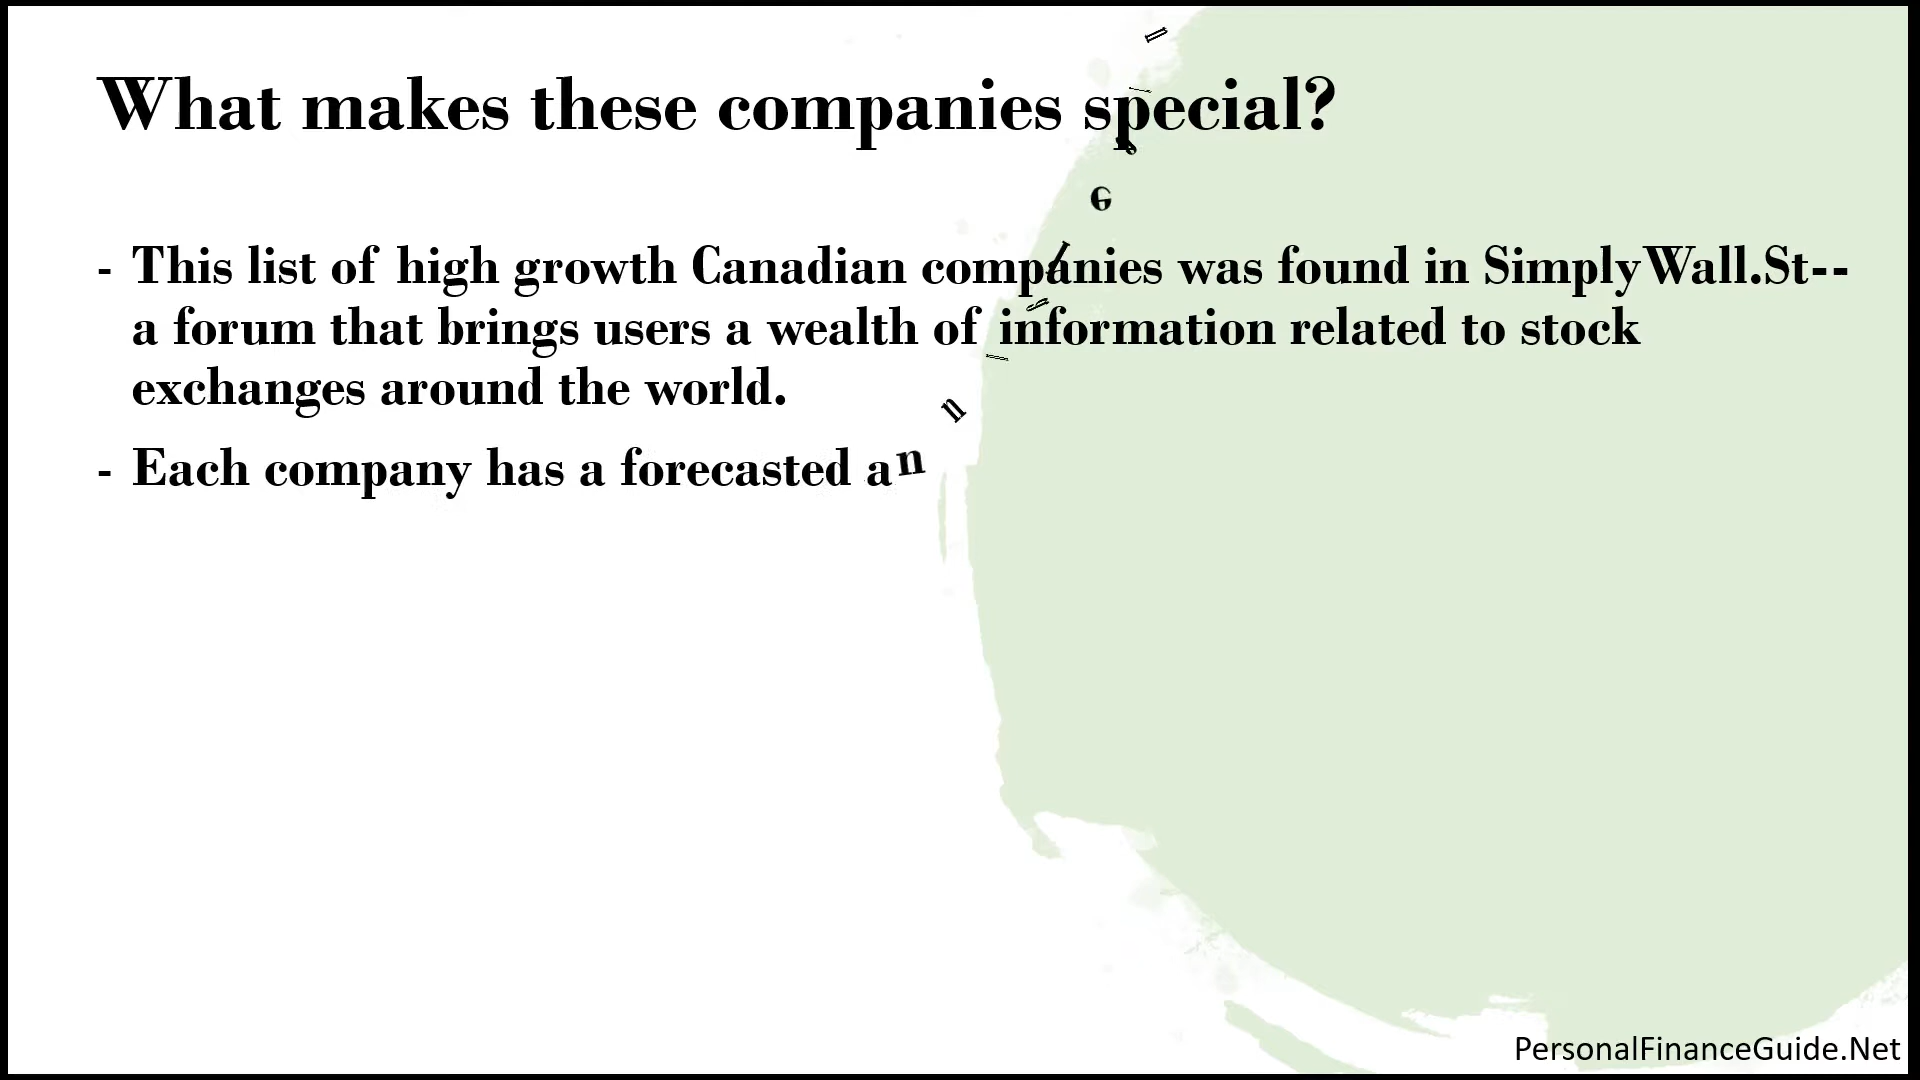 What makes these companies special?
- This list of high growth Canadian companies was found in SimplyWall.St--
a forum that brings users a wealth of information related to stock
exchanges around the world.
- Each company has a forecasted an
n
e
PersonalFinanceGuide.Net